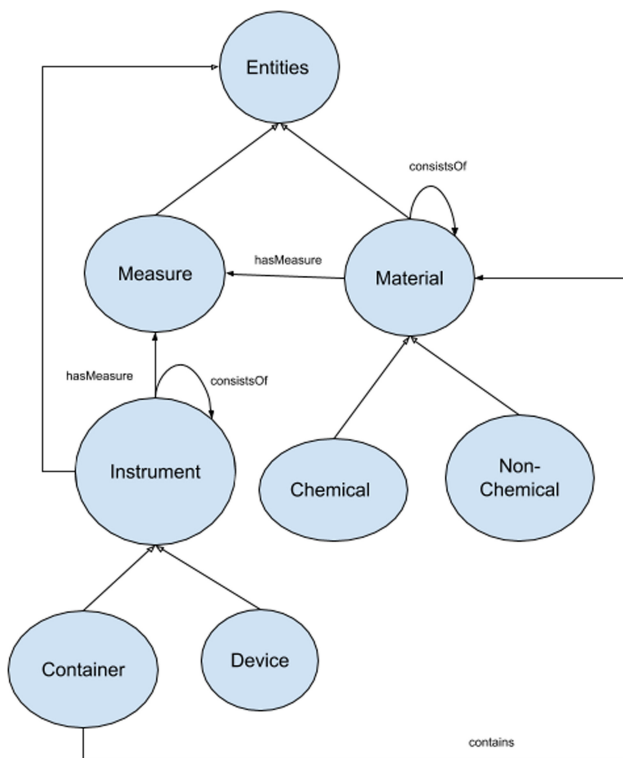 Entities
consistsOf
hasMeasure
Measure
Material
hasMeasure
consistsOf
Instrument
Chemical
Non-
Chemical
Container
Device
contains